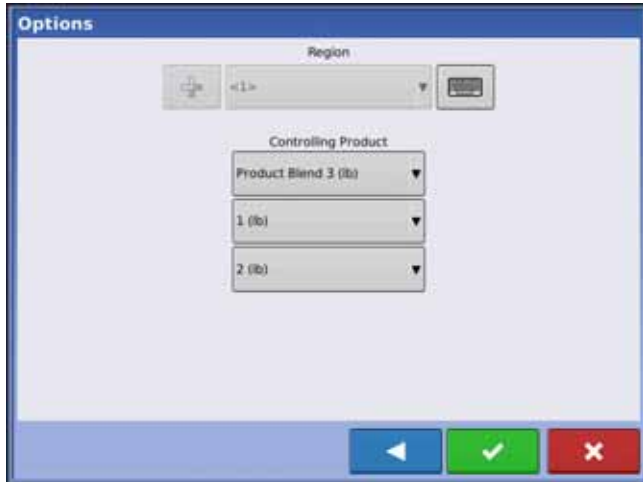 Options
Region
<1>
Controlling Product
Product Blend 3 (lb)
1 (lb)
2 (lb)